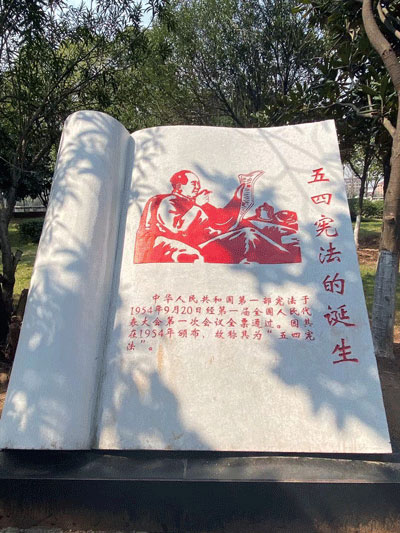 五四宪法的诞生
中华人民共和国第一部宪法于
1954年9月20日经第一届全国人民代
表大会第一次会议全票通过。因其
在1954年颁布，故称其为“五四宪
法”。